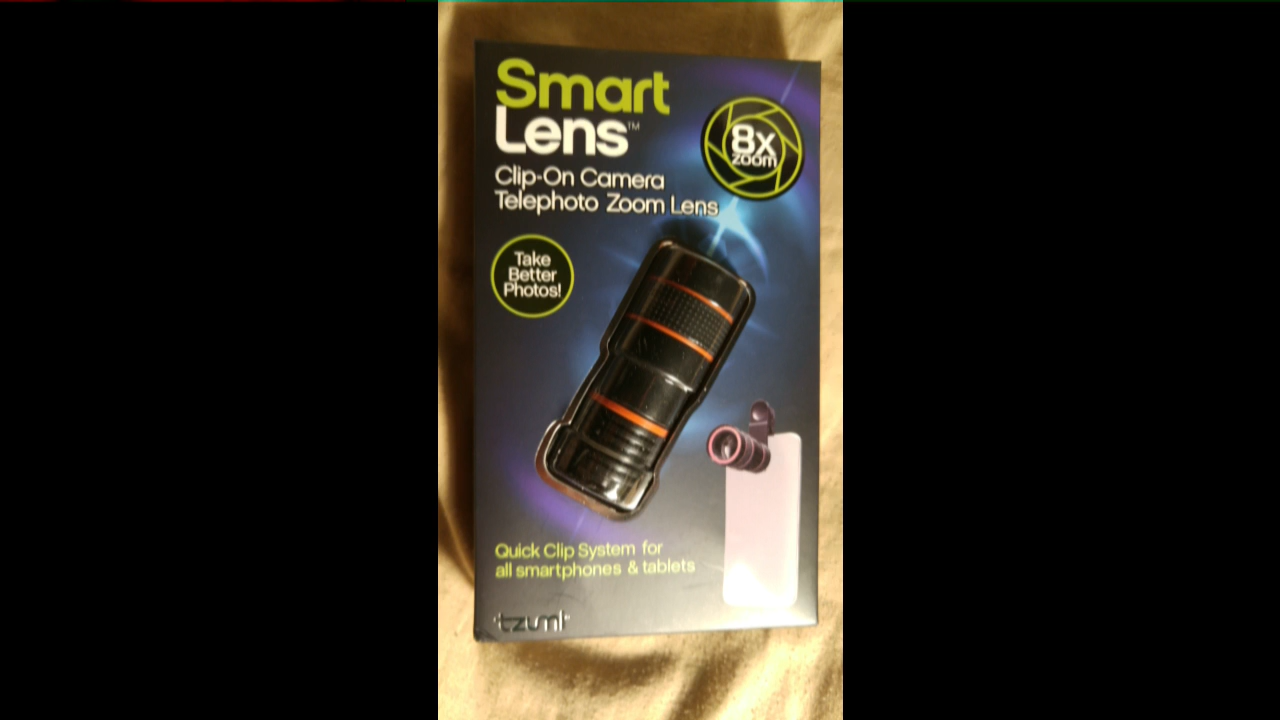 Smart
Lens™
8x
zoom
Clip-On Camera
Telephoto Zoom Lens
Take
Better
Photos!
Quick Clip System for
all smartphones & tablets
tzumi